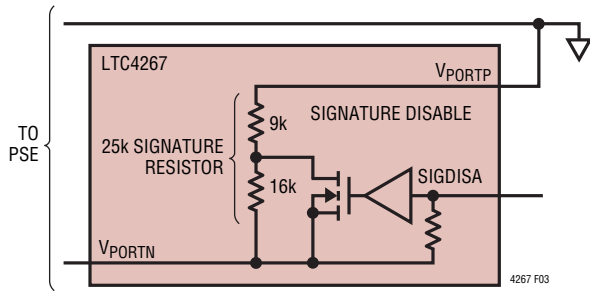 LTC4267
VPORTP
9k
SIGNATURE DISABLE
TO
PSE
25k SIGNATURE
RESISTOR
16k
SIGDISA
VPORTN
4267 F03